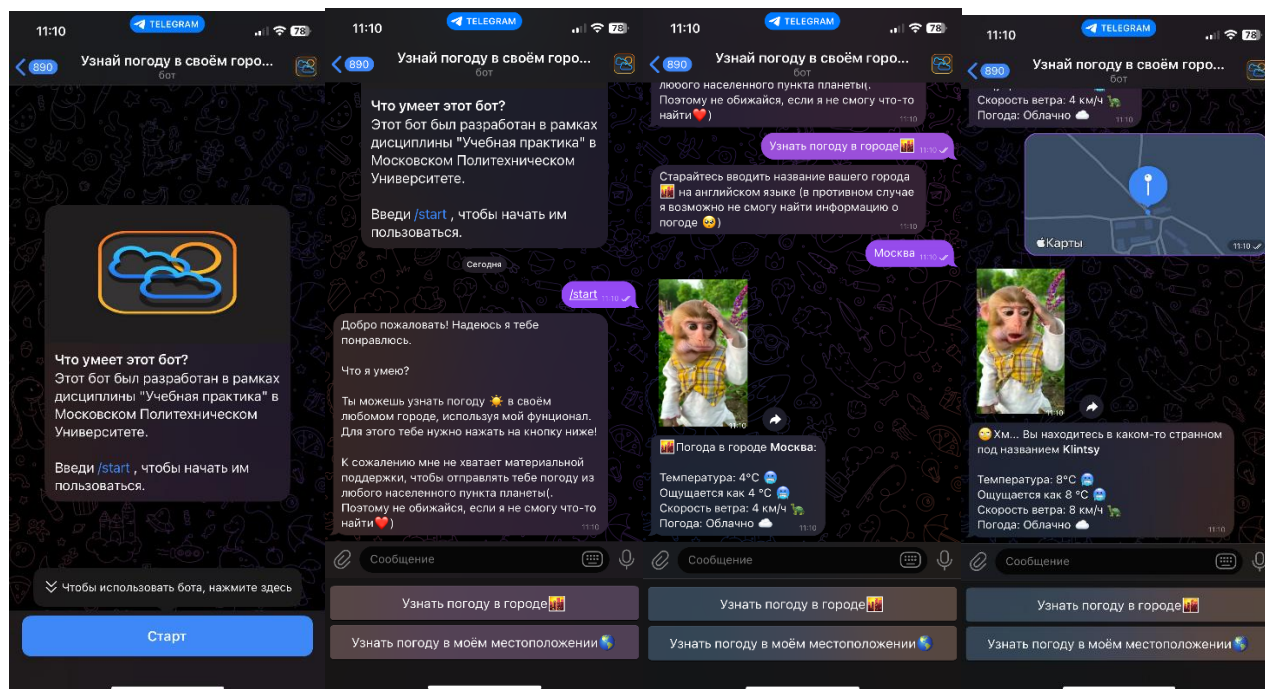 11:10
TELEGRAM
78
890
Узнай погоду в своём горо...
бот
Что умеет этот бот?
Этот бот был разработан в рамках
дисциплины "Учебная практика" в
Московском Политехническом
Университете.
Введи /start , чтобы начать им
пользоваться.
Чтобы использовать бота, нажмите здесь
Старт
11:10
TELEGRAM
78
890
Узнай погоду в своём горо...
бот
Что умеет этот бот?
Этот бот был разработан в рамках
дисциплины "Учебная практика" в
Московском Политехническом
Университете.
Введи /start , чтобы начать им
пользоваться.
Сегодня
/start 11:10
Добро пожаловать! Надеюсь я тебе
понравлюсь.
Что я умею?
Ты можешь узнать погоду ☀️ в своём
любомом городе, используя мой фунционал.
Для этого тебе нужно нажать на кнопку ниже!
К сожалению мне не хватает материальной
поддержки, чтобы отправлять тебе погоду из
любого населенного пункта планеты(.
Поэтому не обижайся, если я не смогу что-то
найти❤️)
11:10
Сообщение
Узнать погоду в городе🌇
Узнать погоду в моём местоположении🌎
11:10
TELEGRAM
78
890
Узнай погоду в своём горо...
бот
любого населенного пункта планеты(.
Поэтому не обижайся, если я не смогу что-то
найти❤️)
11:10
Узнать погоду в городе🌇 11:10
Старайтесь вводить название вашего города
🌇 на английском языке (в противном случае
я возможно не смогу найти информацию о
погоде 🥺)
11:10
Москва 11:10
11:10
🌇Погода в городе Москва:
Температура: 4°C 🥶
Ощущается как 4 °C 🥶
Скорость ветра: 4 км/ч 🦕
Погода: Облачно ☁️
11:10
Сообщение
Узнать погоду в городе🌇
Узнать погоду в моём местоположении🌎
11:10
TELEGRAM
78
890
Узнай погоду в своём горо...
бот
Скорость ветра: 4 км/ч 🦕
Погода: Облачно ☁️
11:10
Карты
11:10
11:10
🙄Хм... Вы находитесь в каком-то странном
под названием Klintsy
Температура: 8°C 🥶
Ощущается как 8 °C 🥶
Скорость ветра: 8 км/ч 🦕
Погода: Облачно ☁️
11:10
Сообщение
Узнать погоду в городе🌇
Узнать погоду в моём местоположении🌎